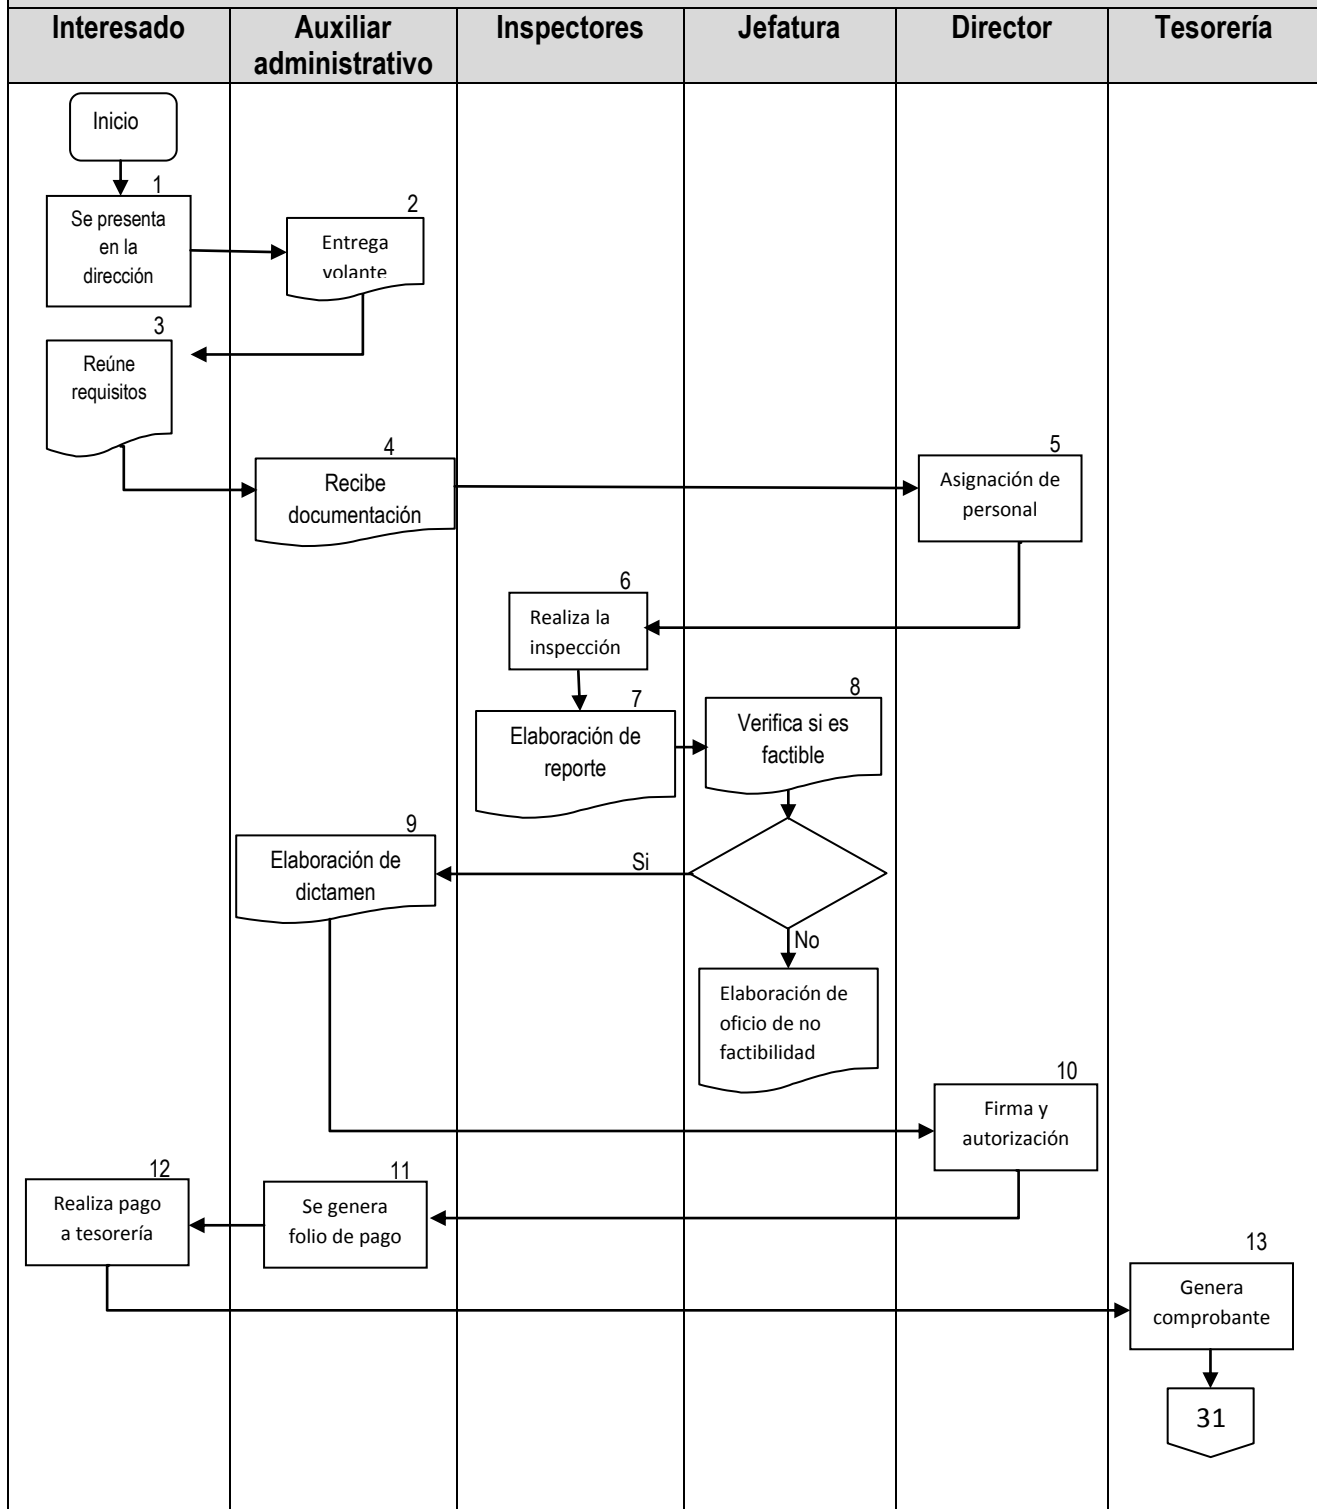 Interesado
Auxiliar
administrativo
Inspectores
Jefatura
Director
Tesorería
Inicio
1
Se presenta
en la
dirección
2
Entrega
volante
3
Reúne
requisitos
4
Recibe
documentación
5
Asignación de
personal
6
Realiza la
inspección
7
Elaboración de
reporte
8
Verifica si es
factible
9
Elaboración de
dictamen
Si
No
Elaboración de
oficio de no
factibilidad
10
Firma y
autorización
11
Se genera
folio de pago
12
Realiza pago
a tesorería
13
Genera
comprobante
31